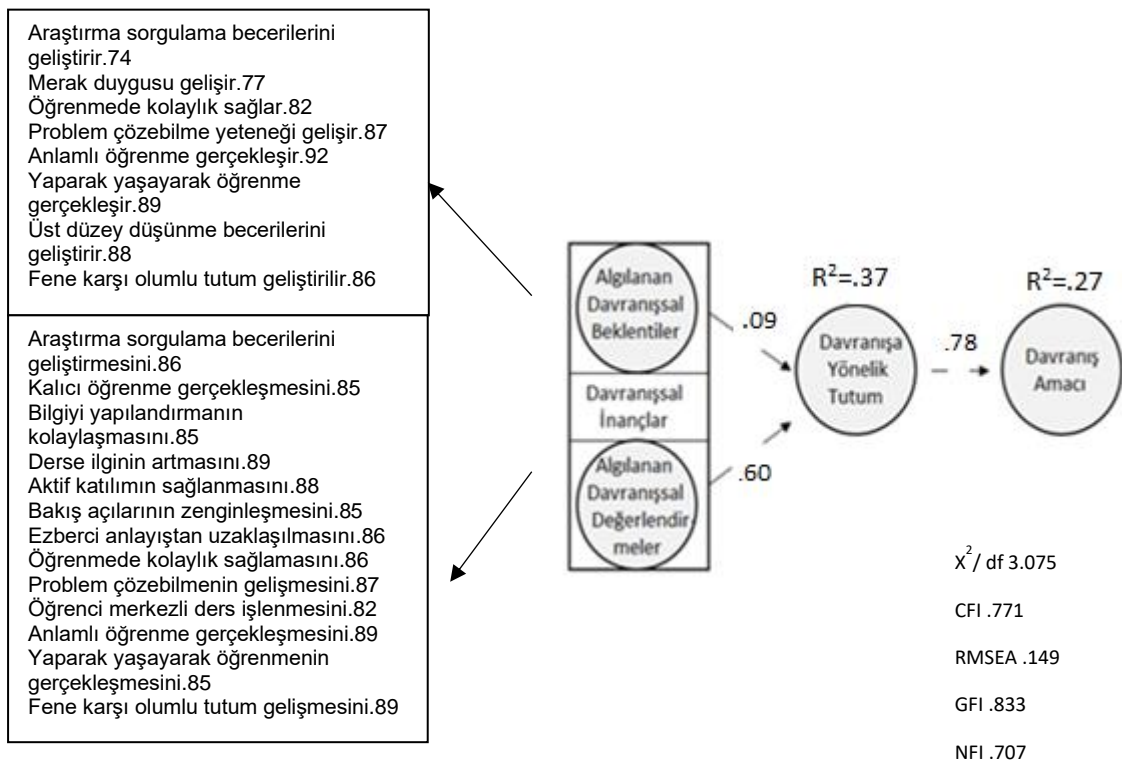 Araştırma sorgulama becerilerini
geliştirir.74
Merak duygusu gelişir.77
Öğrenmede kolaylık sağlar.82
Problem çözebilme yeteneği gelişir.87
Anlamlı öğrenme gerçekleşir.92
Yaparak yaşayarak öğrenme
gerçekleşir.89
Üst düzey düşünme becerilerini
geliştirir.88
Fene karşı olumlu tutum geliştirilir.86
Araştırma sorgulama becerilerini
geliştirmesini.86
Kalıcı öğrenme gerçekleşmesini.85
Bilgiyi yapılandırmanın
kolaylaşmasını.85
Derse ilginin artmasını.89
Aktif katılımın sağlanmasını.88
Bakış açılarının zenginleşmesini.85
Ezberci anlayıştan uzaklaşılmasını.86
Öğrenmede kolaylık sağlamasını.86
Problem çözebilmenin gelişmesini.87
Öğrenci merkezli ders işlenmesini.82
Anlamlı öğrenme gerçekleşmesini.89
Yaparak yaşayarak öğrenmenin
gerçekleşmesini.85
Fene karşı olumlu tutum gelişmesini.89
Algılanan
Davranışsal
Beklentiler
Davranışsal
İnançlar
Algılanan
Davranışsal
Değerlendir
meler
.09
.60
R²=.37
Davranışa
Yönelik
Tutum
.78
R²=.27
Davranış
Amacı
X²/ df 3.075
CFI .771
RMSEA .149
GFI .833
NFI .707